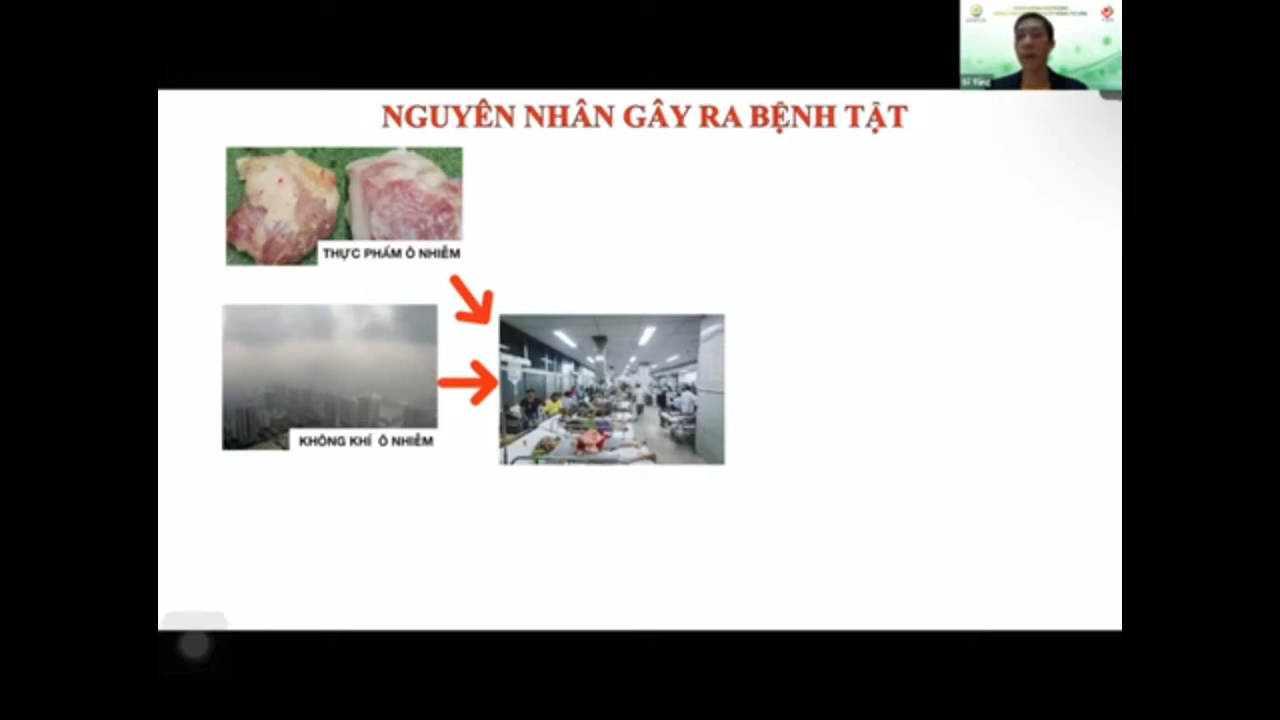 NGUYÊN NHÂN GÂY RA BỆNH TẬT
THỰC PHẨM Ô NHIỄM
KHÔNG KHÍ Ô NHIỄM